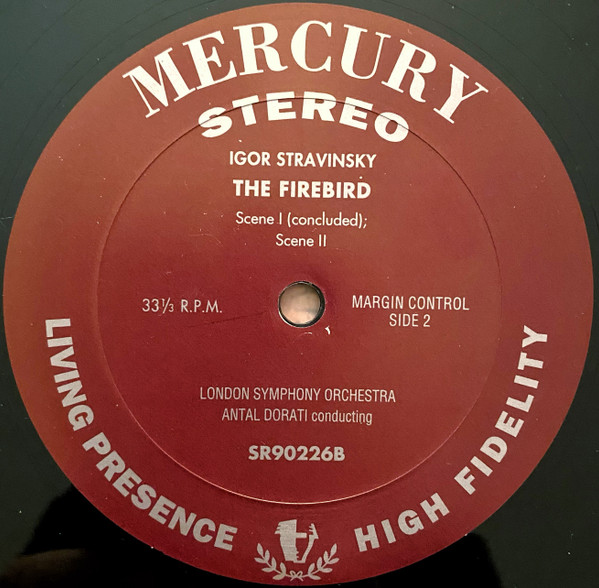 MERCURY
STEREO
IGOR STRAVINSKY
THE FIREBIRD
Scene I (concluded);
Scene II
33⅓ R.P.M.
MARGIN CONTROL
SIDE 2
LONDON SYMPHONY ORCHESTRA
ANTAL DORATI conducting
SR90226B
LIVING PRESENCE
HIGH FIDELITY